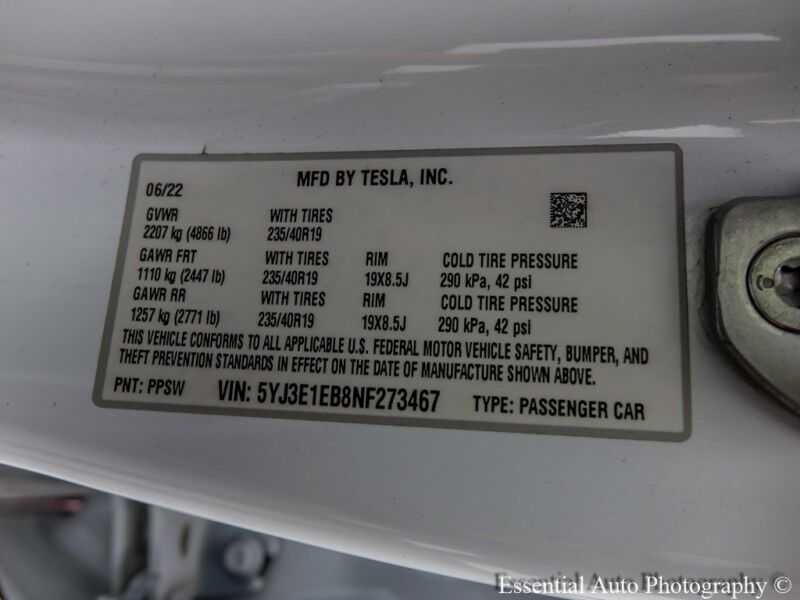 06/22 MFD BY TESLA, INC.
GVWR WITH TIRES
2207 kg (4866 lb) 235/40R19
GAWR FRT WITH TIRES RIM COLD TIRE PRESSURE
1110 kg (2447 lb) 235/40R19 19X8.5J 290 kPa, 42 psi
GAWR RR WITH TIRES RIM COLD TIRE PRESSURE
1257 kg (2771 lb) 235/40R19 19X8.5J 290 kPa, 42 psi
THIS VEHICLE CONFORMS TO ALL APPLICABLE U.S. FEDERAL MOTOR VEHICLE SAFETY, BUMPER, AND
THEFT PREVENTION STANDARDS IN EFFECT ON THE DATE OF MANUFACTURE SHOWN ABOVE.
PNT: PPSW VIN: 5YJ3E1EB8NF273467 TYPE: PASSENGER CAR
Essential Auto Photography ©